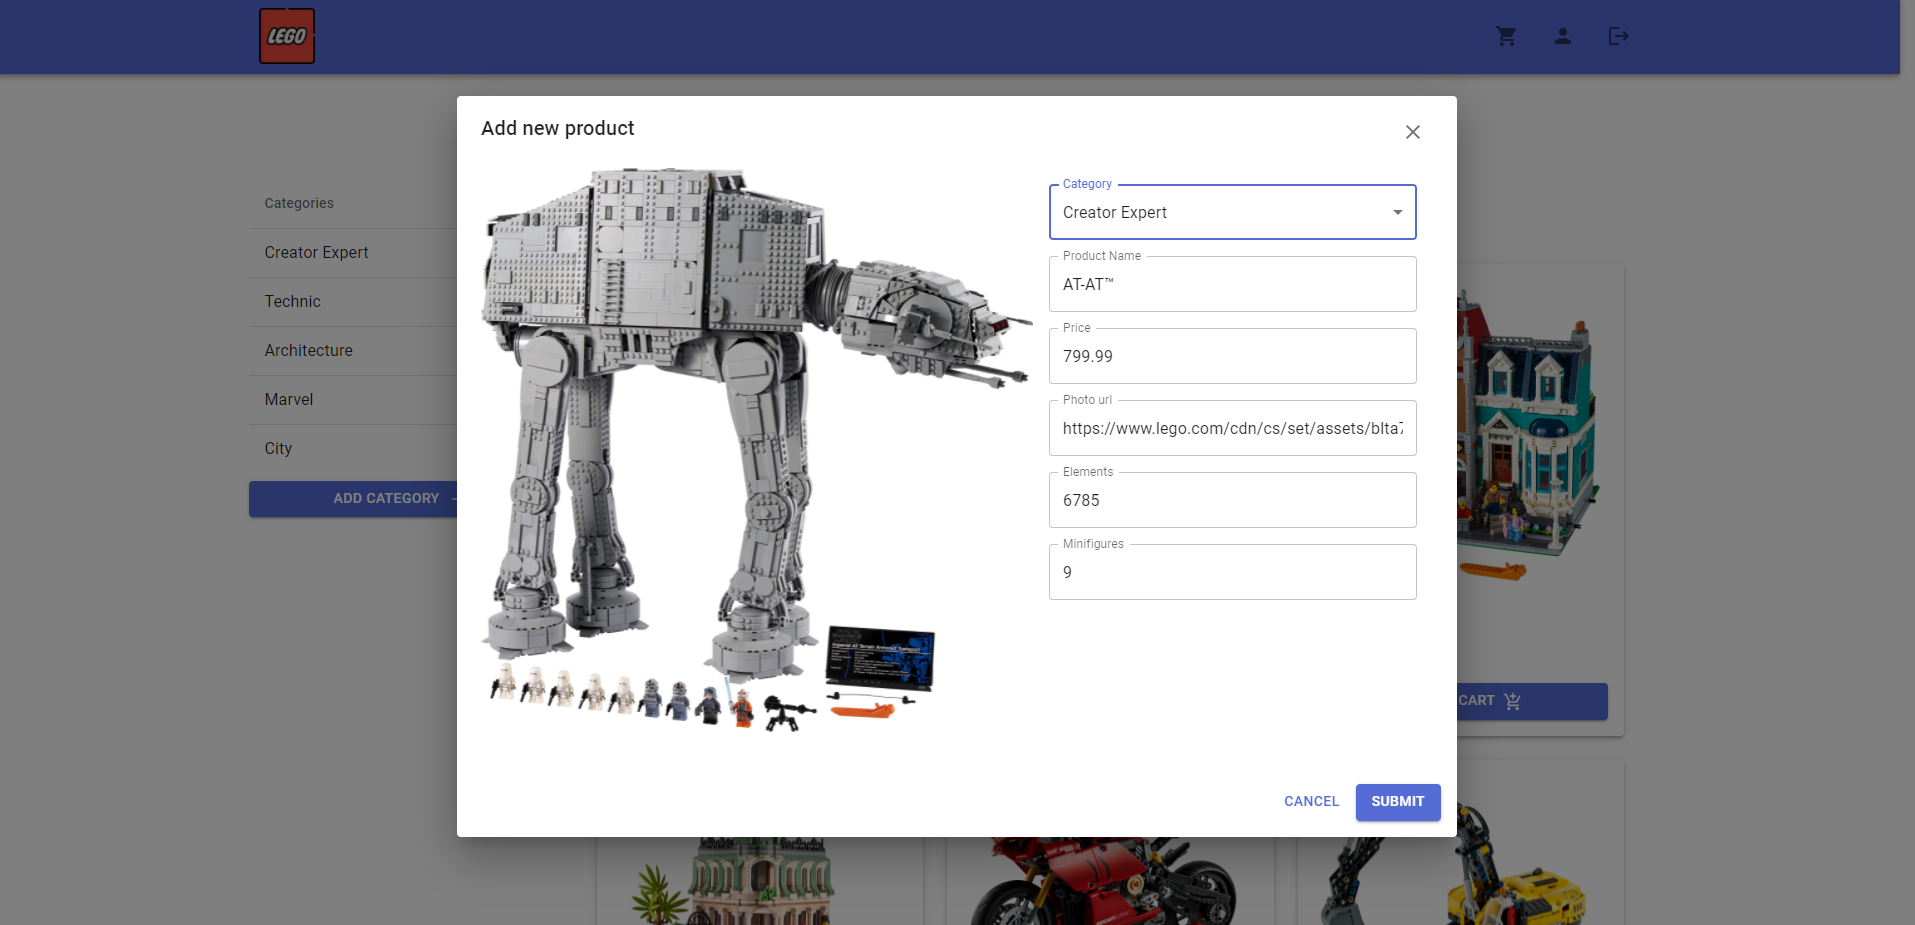 LEGO
Add new product
Categories
Creator Expert
Technic
Architecture
Marvel
City
ADD CATEGORY
Category
Creator Expert
Product Name
AT-AT™
Price
799.99
Photo url
https://www.lego.com/cdn/cs/set/assets/blta7
Elements
6785
Minifigures
9
CART
CANCEL
SUBMIT